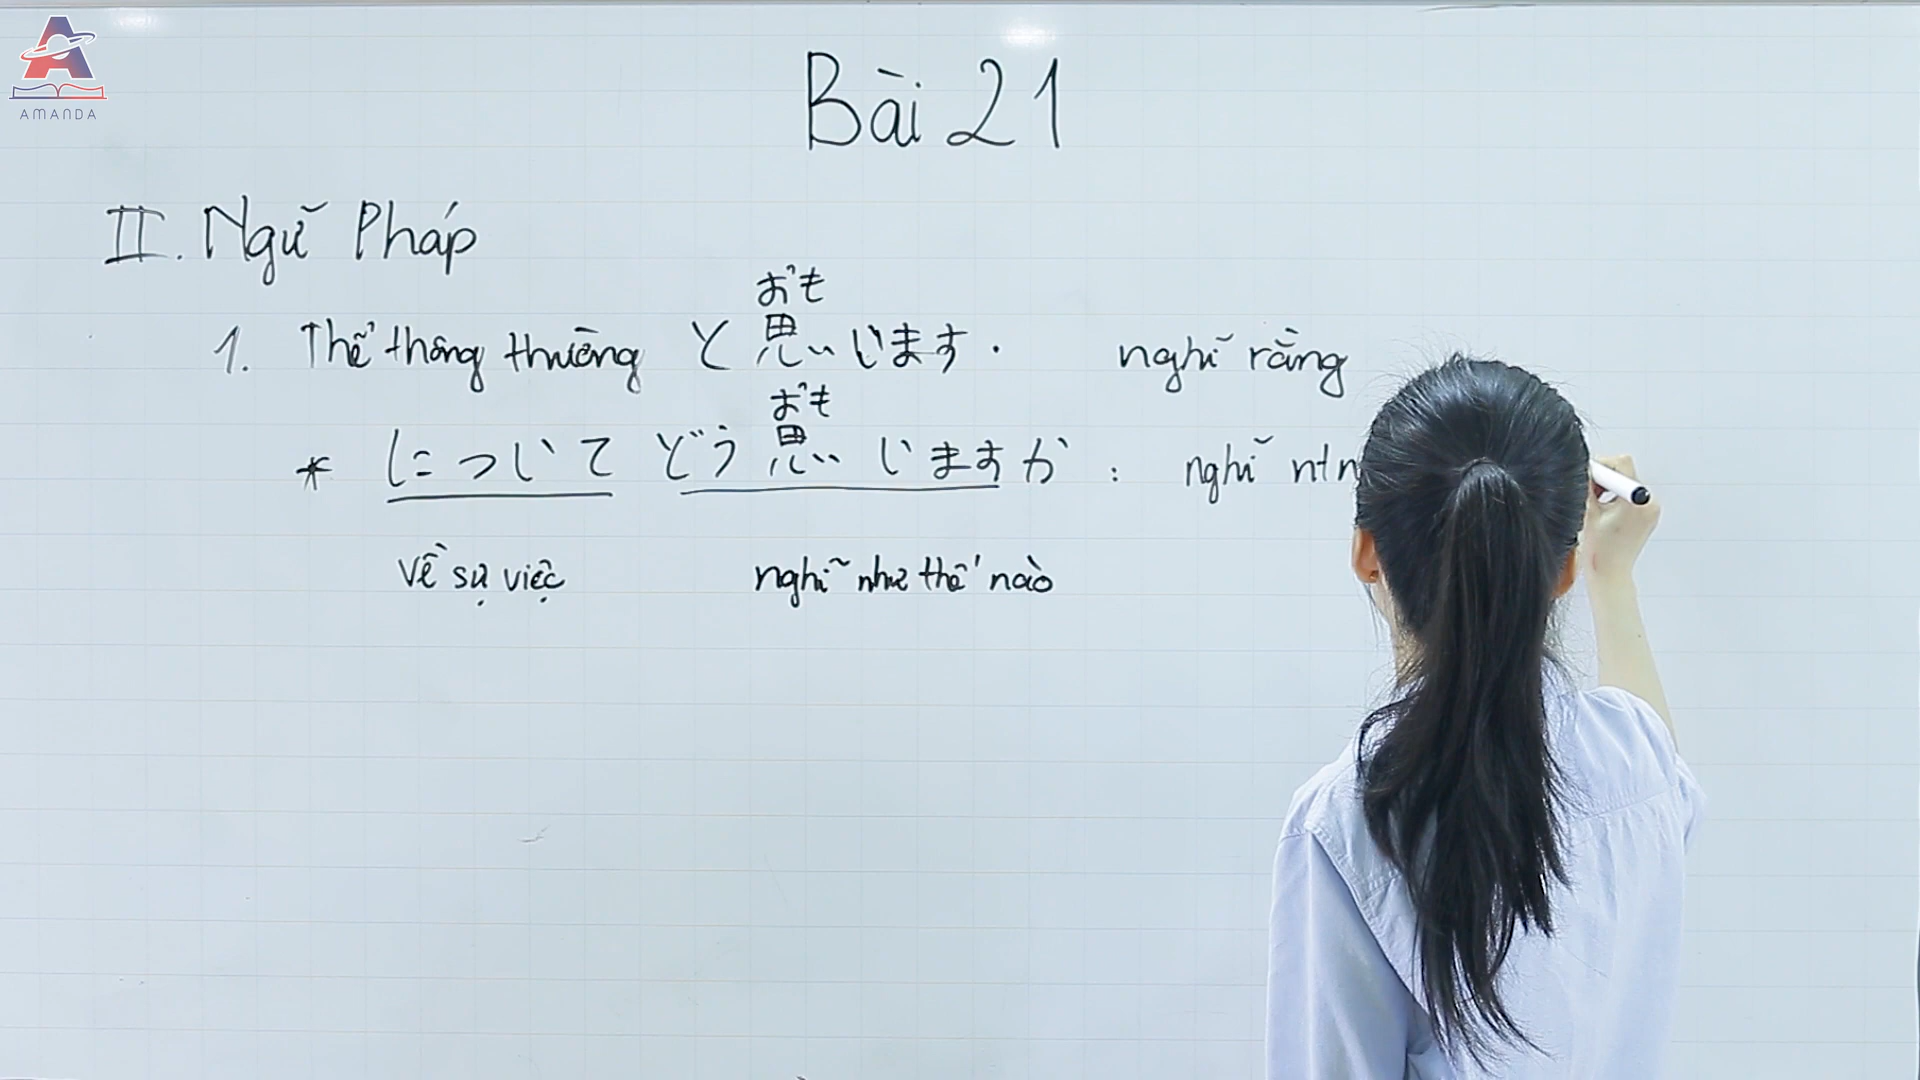 AMANDA
Bài 21
II. Ngữ Pháp
おも
1. Thể thông thường と思います. nghĩ rằng
おも
* について どう思いますか : nghĩ ntn
về sự việc nghĩ như thế nào